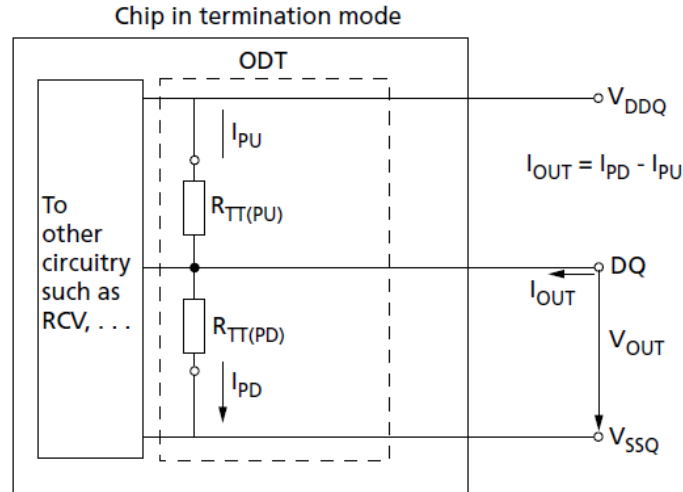 Chip in termination mode
ODT
V_DDQ
I_PU
I_OUT = I_PD - I_PU
R_TT(PU)
To
other
circuitry
such as
RCV, . . .
DQ
I_OUT
R_TT(PD)
V_OUT
I_PD
V_SSQ